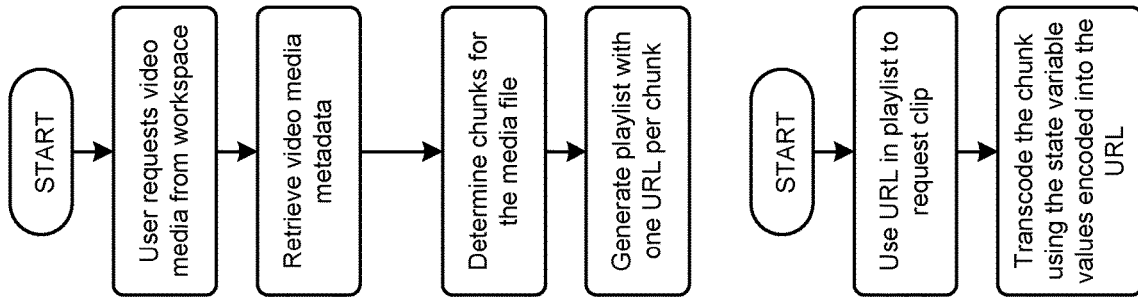 START
User requests video
media from workspace
Retrieve video media
metadata
Determine chunks for
the media file
Generate playlist with
one URL per chunk
START
Use URL in playlist to
request clip
Transcode the chunk
using the state variable
values encoded into the
URL